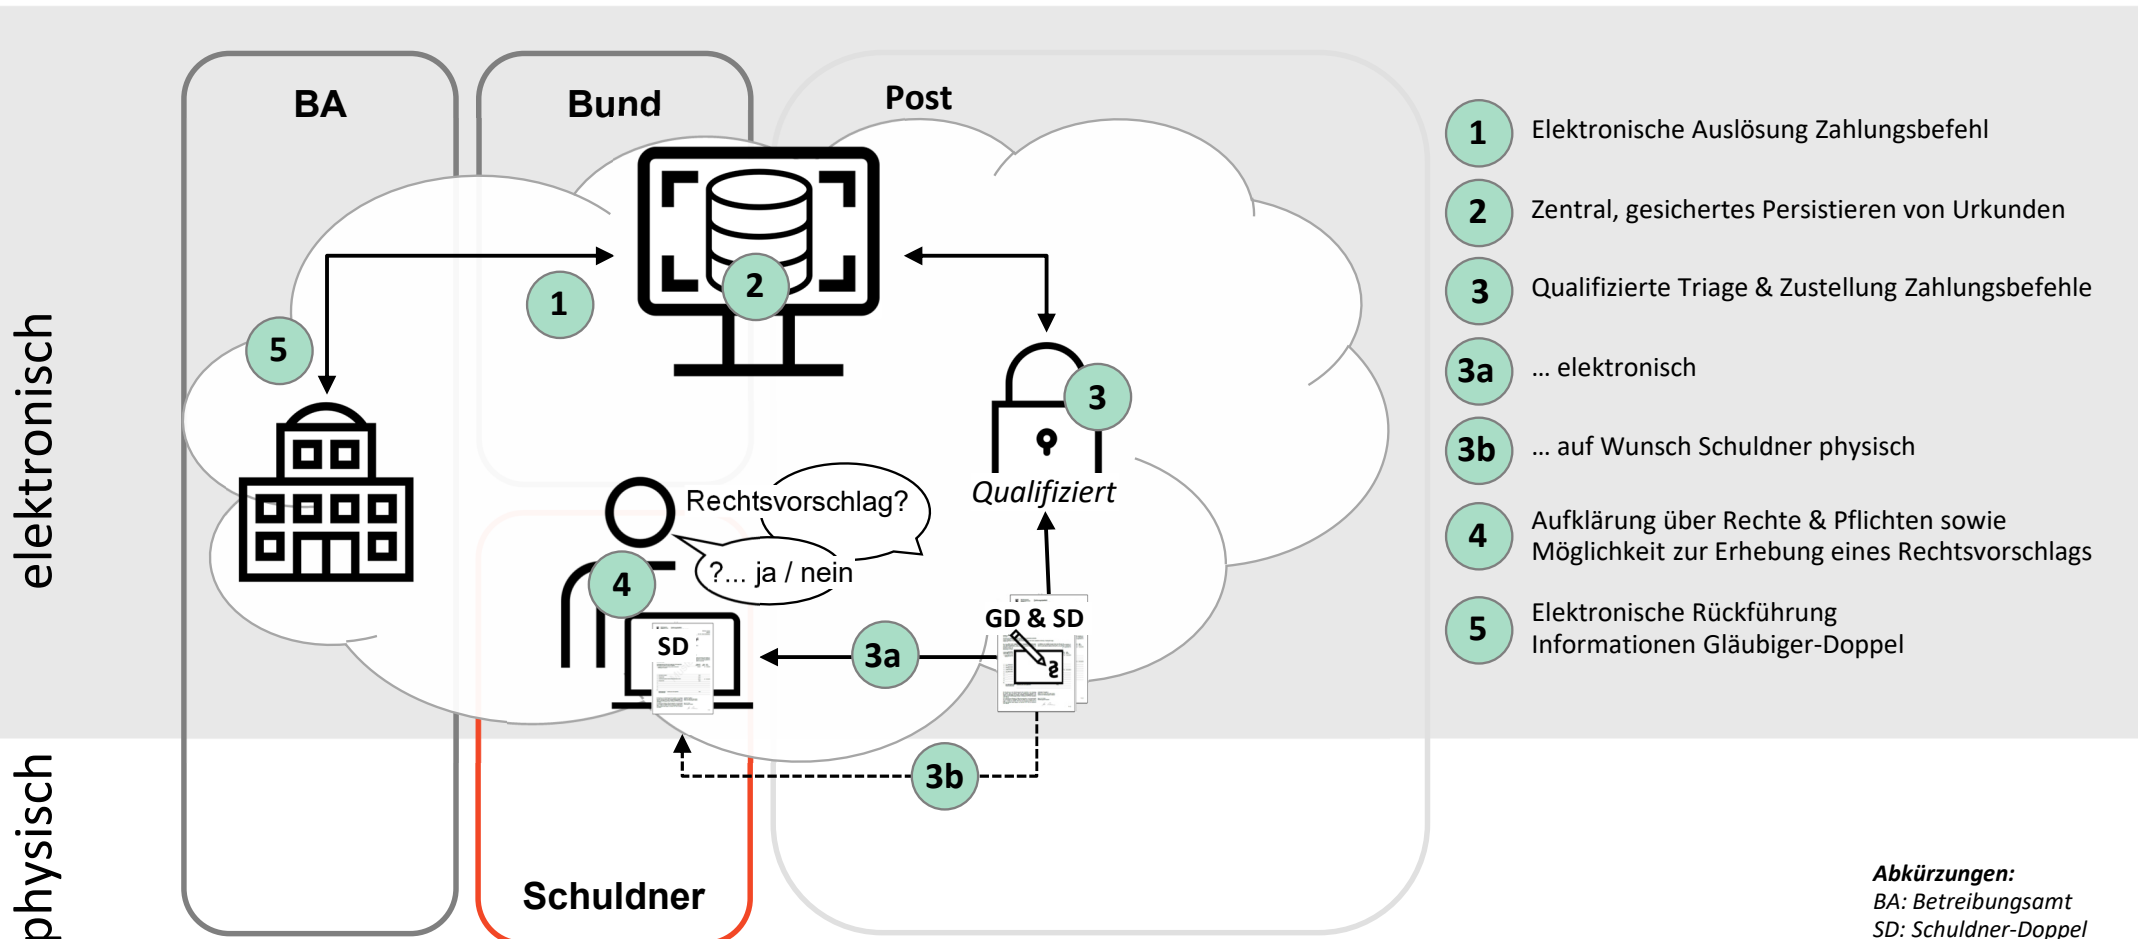 BA
Bund
Post
elektronisch
physisch
1
2
3
5
4
3a
3b
Qualifiziert
Rechtsvorschlag?
?... ja / nein
SD
GD & SD
Schuldner
1 Elektronische Auslösung Zahlungsbefehl
2 Zentral, gesichertes Persistieren von Urkunden
3 Qualifizierte Triage & Zustellung Zahlungsbefehle
3a ... elektronisch
3b ... auf Wunsch Schuldner physisch
4 Aufklärung über Rechte & Pflichten sowie
Möglichkeit zur Erhebung eines Rechtsvorschlags
5 Elektronische Rückführung
Informationen Gläubiger-Doppel
Abkürzungen:
BA: Betreibungsamt
SD: Schuldner-Doppel